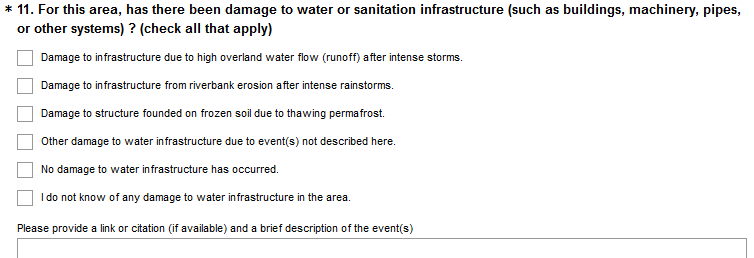 * 11. For this area, has there been damage to water or sanitation infrastructure (such as buildings, machinery, pipes,
or other systems) ? (check all that apply)
Damage to infrastructure due to high overland water flow (runoff) after intense storms.
Damage to infrastructure from riverbank erosion after intense rainstorms.
Damage to structure founded on frozen soil due to thawing permafrost.
Other damage to water infrastructure due to event(s) not described here.
No damage to water infrastructure has occurred.
I do not know of any damage to water infrastructure in the area.
Please provide a link or citation (if available) and a brief description of the event(s)